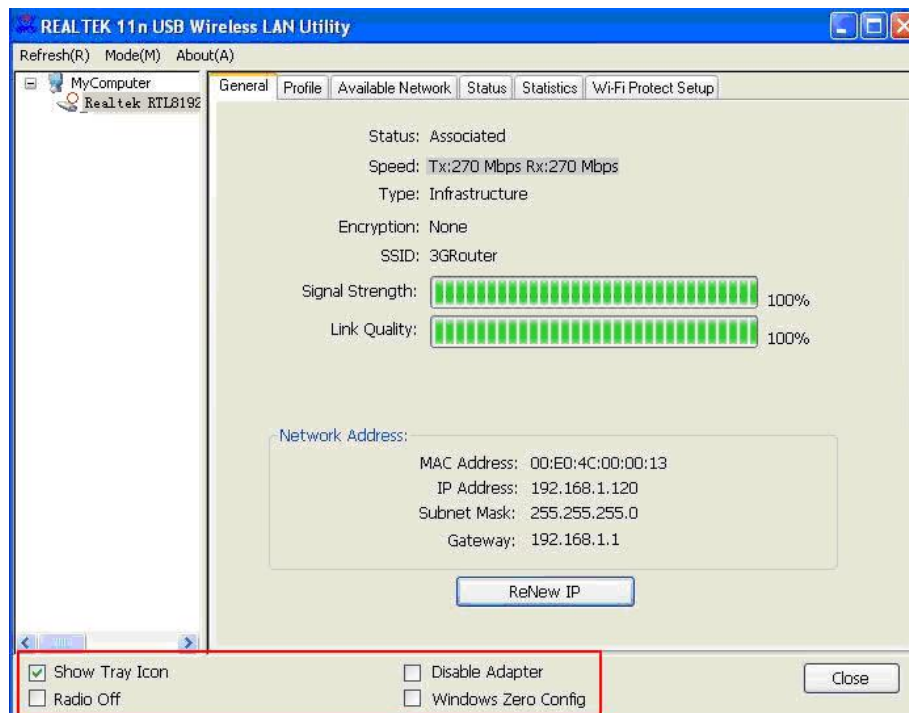 REALTEK 11n USB Wireless LAN Utility
Refresh(R) Mode(M) About(A)
MyComputer
Realtek RTL8192
General Profile Available Network Status Statistics Wi-Fi Protect Setup
Status: Associated
Speed: Tx:270 Mbps Rx:270 Mbps
Type: Infrastructure
Encryption: None
SSID: 3GRouter
Signal Strength: 100%
Link Quality: 100%
Network Address:
MAC Address: 00:E0:4C:00:00:13
IP Address: 192.168.1.120
Subnet Mask: 255.255.255.0
Gateway: 192.168.1.1
ReNew IP
Show Tray Icon Disable Adapter
Radio Off Windows Zero Config
Close